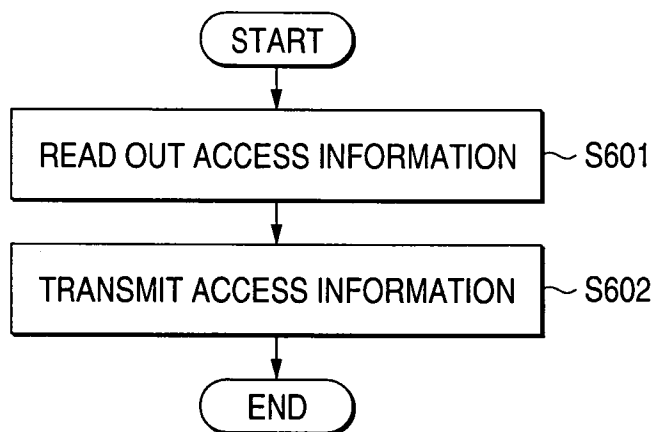 START
READ OUT ACCESS INFORMATION S601
TRANSMIT ACCESS INFORMATION S602
END